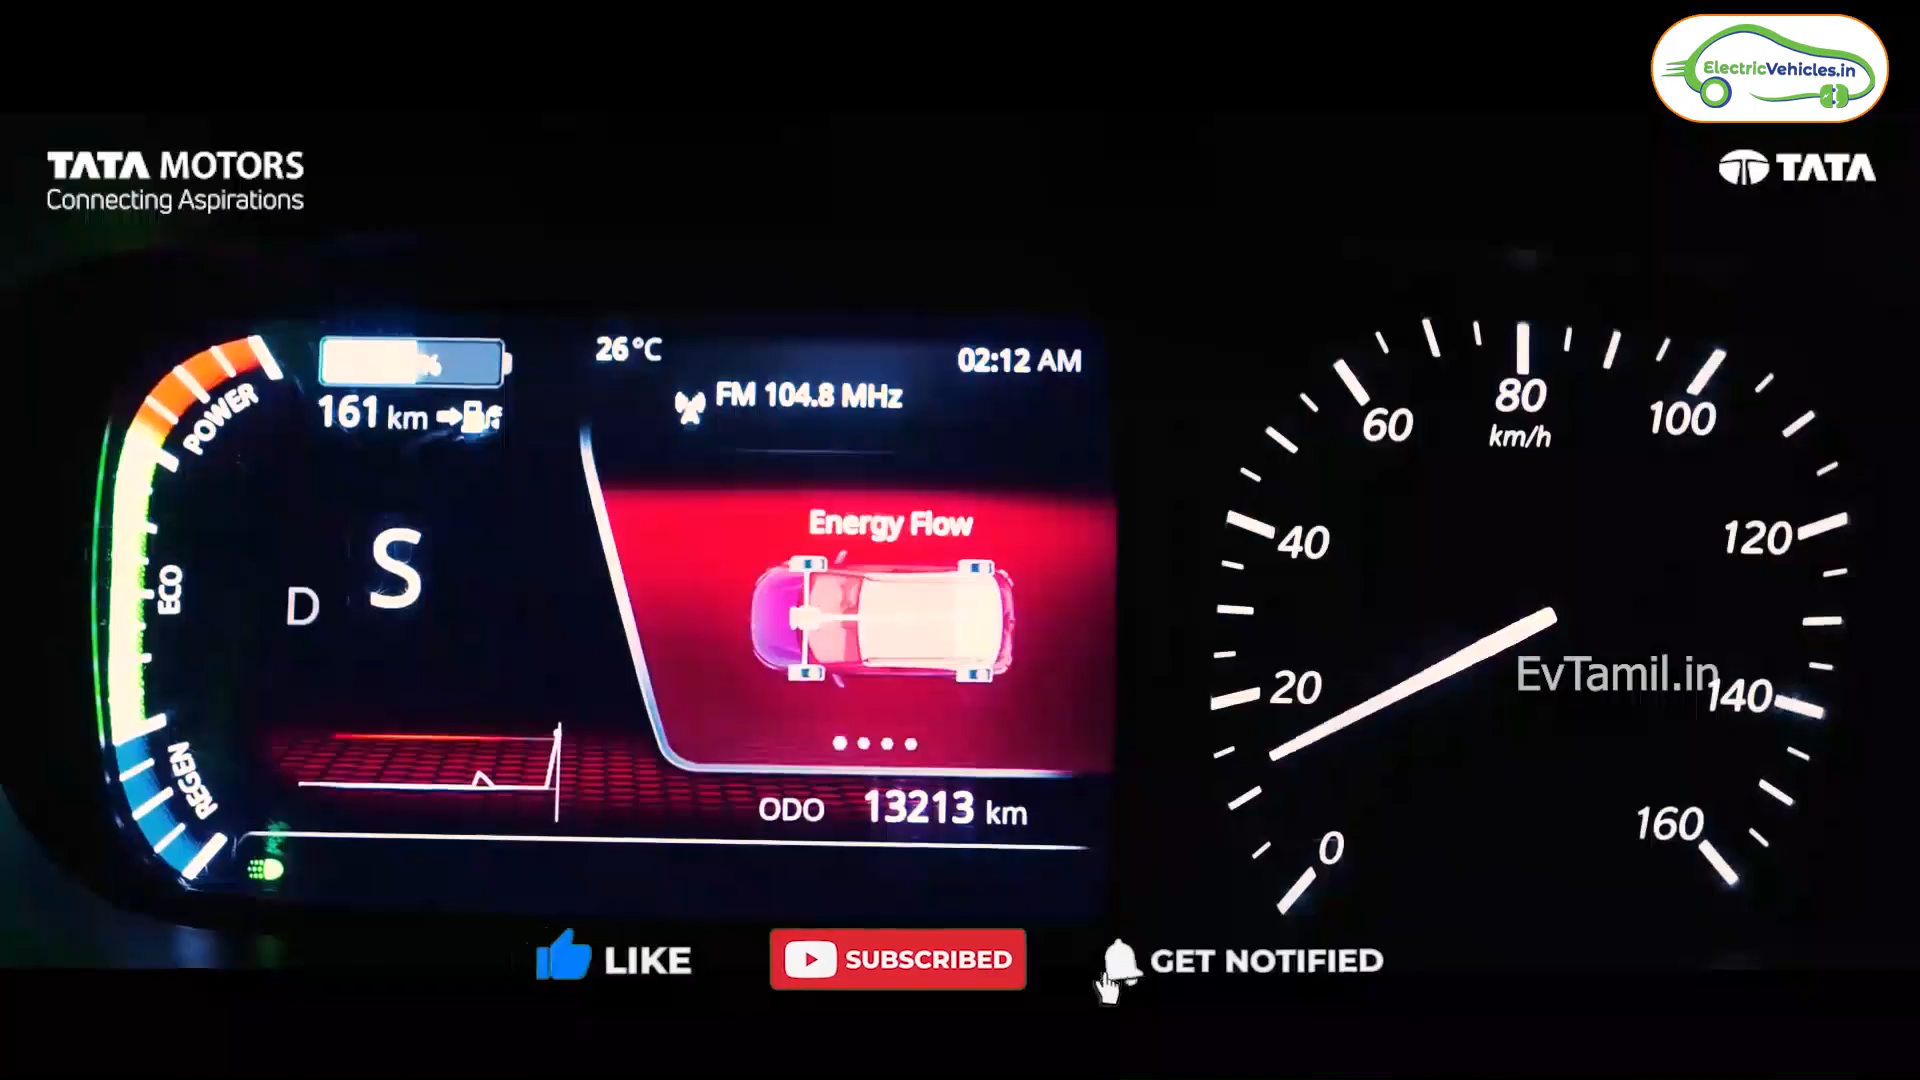 ElectricVehicles.in
TATA MOTORS
Connecting Aspirations
TATA
POWER
ECO
REGEN
%
161 km
26°C
02:12 AM
FM 104.8 MHz
D
S
Energy Flow
ODO 13213 km
0
20
40
60
80
km/h
100
120
140
160
EvTamil.in
LIKE
SUBSCRIBED
GET NOTIFIED